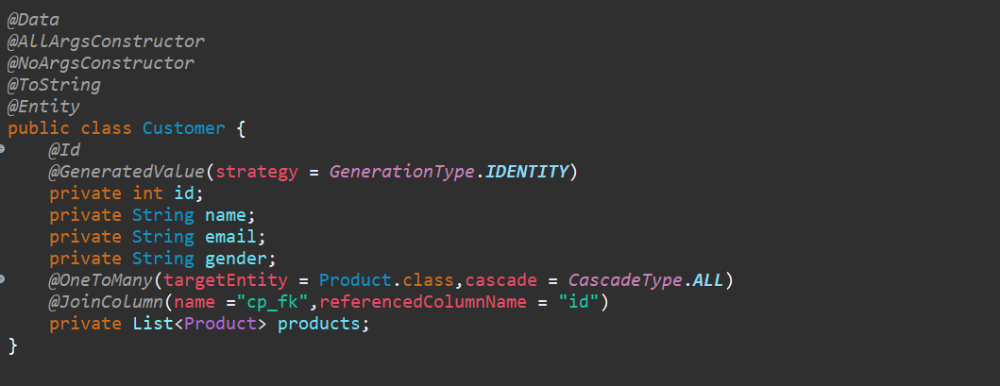 @Data
@AllArgsConstructor
@NoArgsConstructor
@ToString
@Entity
public class Customer {
    @Id
    @GeneratedValue(strategy = GenerationType.IDENTITY)
    private int id;
    private String name;
    private String email;
    private String gender;
    @OneToMany(targetEntity = Product.class,cascade = CascadeType.ALL)
    @JoinColumn(name ="cp_fk",referencedColumnName = "id")
    private List<Product> products;
}